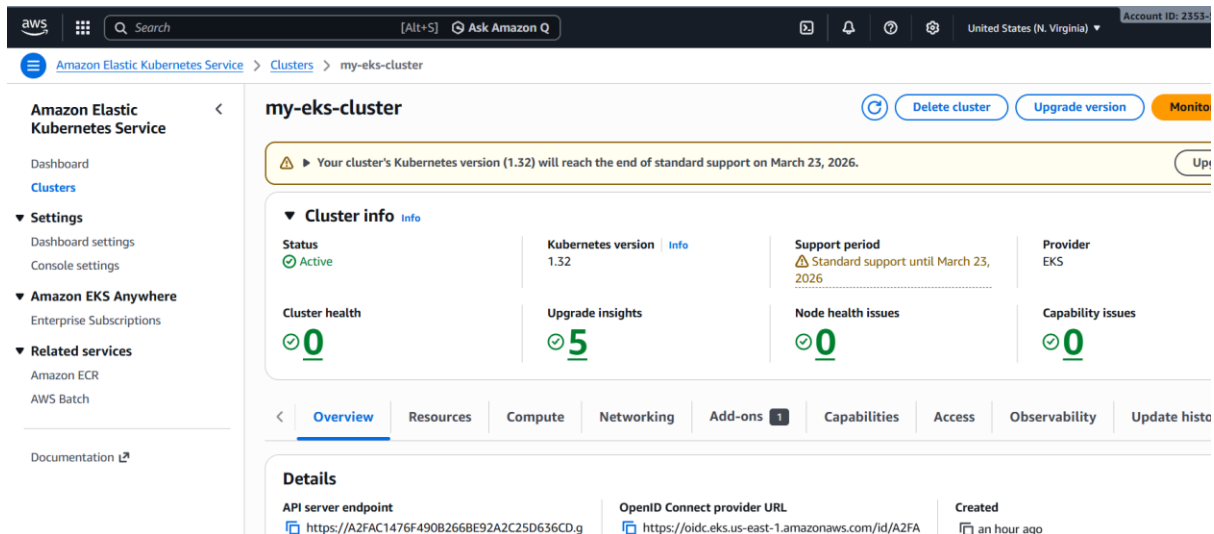 aws
Search
[Alt+S]
Ask Amazon Q
United States (N. Virginia)
Account ID: 2353-
Amazon Elastic Kubernetes Service > Clusters > my-eks-cluster
Amazon Elastic
Kubernetes Service
Dashboard
Clusters
Settings
Dashboard settings
Console settings
Amazon EKS Anywhere
Enterprise Subscriptions
Related services
Amazon ECR
AWS Batch
Documentation
my-eks-cluster
Delete cluster
Upgrade version
Monitor
Your cluster's Kubernetes version (1.32) will reach the end of standard support on March 23, 2026.
Upg
Cluster info Info
Status
Active
Kubernetes version Info
1.32
Support period
Standard support until March 23,
2026
Provider
EKS
Cluster health
0
Upgrade insights
5
Node health issues
0
Capability issues
0
Overview
Resources
Compute
Networking
Add-ons 1
Capabilities
Access
Observability
Update histo
Details
API server endpoint
https://A2FAC1476F490B266BE92A2C25D636CD.g
OpenID Connect provider URL
https://oidc.eks.us-east-1.amazonaws.com/id/A2FA
Created
an hour ago